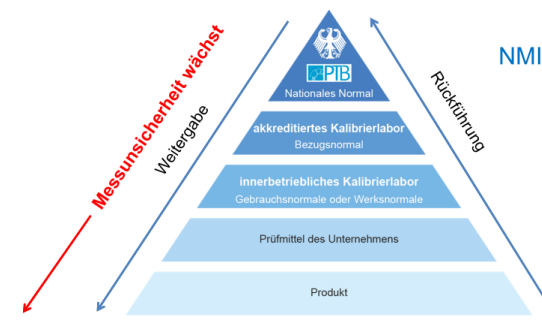 NMI
Messunsicherheit wächst
Weitergabe
Rückführung
PTB
Nationales Normal
akkreditiertes Kalibrierlabor
Bezugsnormal
innerbetriebliches Kalibrierlabor
Gebrauchsnormale oder Werksnormale
Prüfmittel des Unternehmens
Produkt